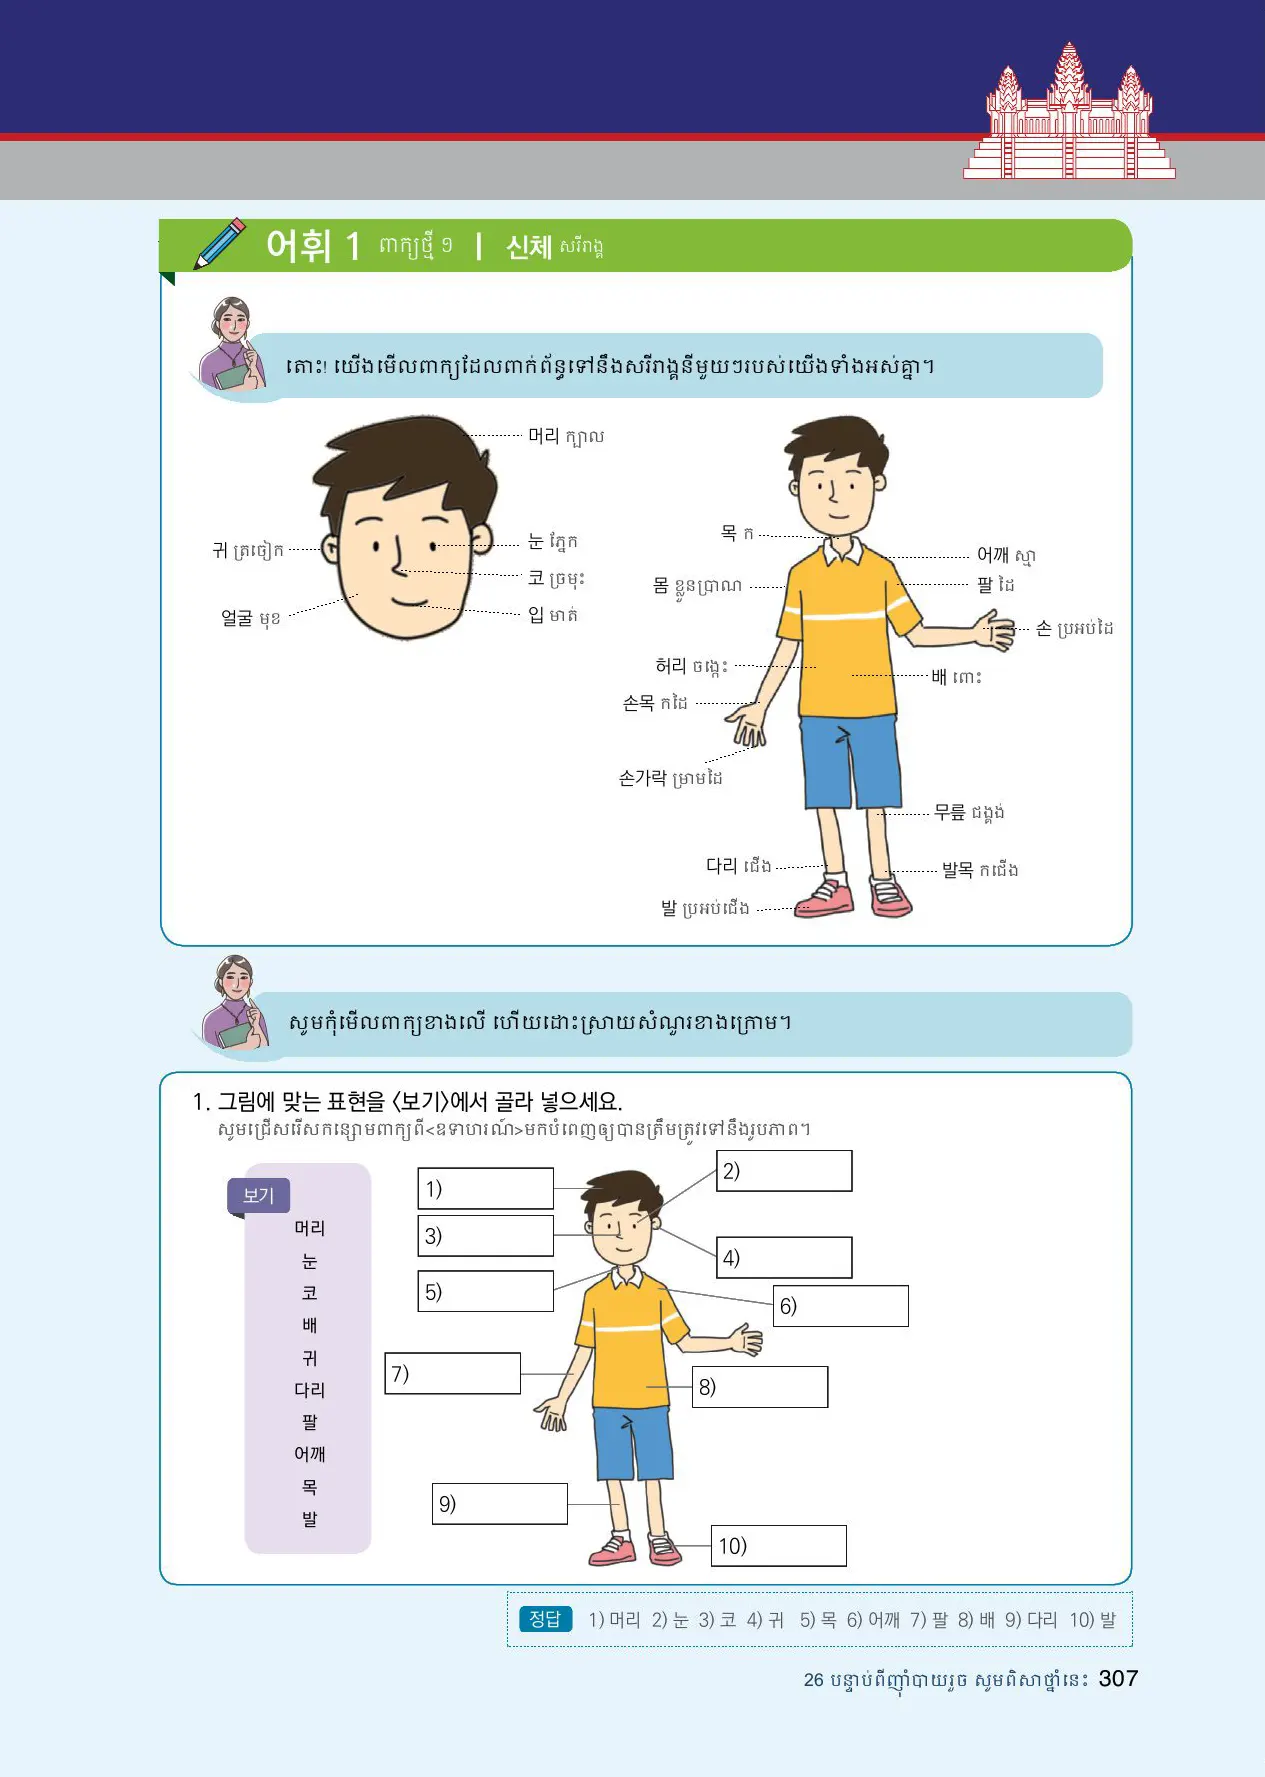 어휘 1 ពាក្យថ្មី ១ | 신체 សរីរាង្គ
តោះ! យើងមើលពាក្យដែលពាក់ព័ន្ធទៅនឹងសរីរាង្គនីមួយៗរបស់យើងទាំងអស់គ្នា។
머리 ក្បាល
귀 ត្រចៀក
눈 ភ្នែក
코 ច្រមុះ
얼굴 មុខ
입 មាត់
목 ក
어깨 ស្មា
몸 ខ្លួនប្រាណ
팔 ដៃ
손 ប្រអប់ដៃ
허리 ចង្កេះ
배 ពោះ
손목 កដៃ
손가락 ម្រាមដៃ
무릎 ជង្គង់
다리 ជើង
발목 កជើង
발 ប្រអប់ជើង
សូមកុំមើលពាក្យខាងលើ ហើយដោះស្រាយសំណួរខាងក្រោម។
1. 그림에 맞는 표현을 〈보기〉에서 골라 넣으세요.
សូមជ្រើសរើសកន្សោមពាក្យពី<ឧទាហរណ៍>មកបំពេញឲ្យបានត្រឹមត្រូវទៅនឹងរូបភាព។
보기
머리
눈
코
배
귀
다리
팔
어깨
목
발
1)
2)
3)
4)
5)
6)
7)
8)
9)
10)
정답 1) 머리 2) 눈 3) 코 4) 귀 5) 목 6) 어깨 7) 팔 8) 배 9) 다리 10) 발
26 បន្ទាប់ពីញ៉ាំបាយរួច សូមពិសាថ្នាំនេះ 307